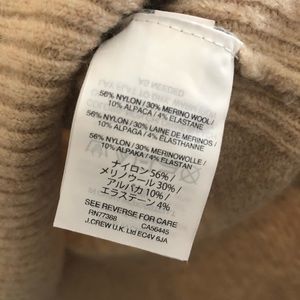 56% NYLON / 30% MERINO WOOL /
10% ALPACA / 4% ELASTANE
56% NYLON / 30% LAINE DE MERINOS /
10% ALPAGA / 4% ELASTHANNE
56% NYLON / 30% MERINOWOLLE /
10% ALPAKA / 4% ELASTAN
ナイロン 56% /
メリノウール 30% /
アルパカ 10% /
エラステーン 4%
SEE REVERSE FOR CARE
RN77388 CA56445
J.CREW U.K. Ltd EC4V 6JA